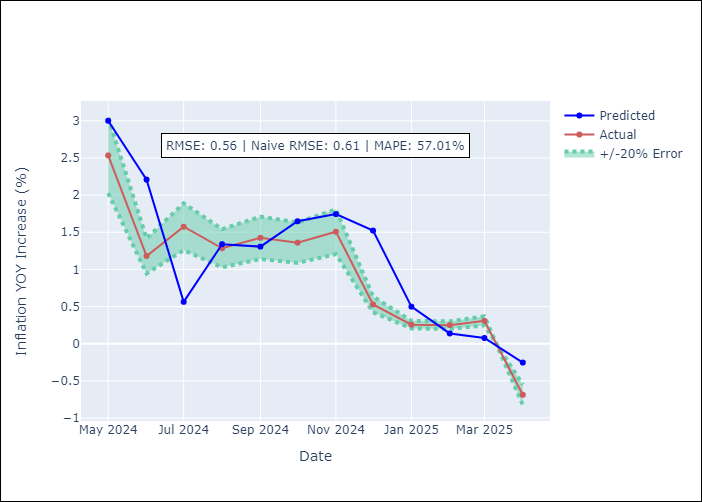 Predicted
Actual
+/-20% Error
RMSE: 0.56 | Naive RMSE: 0.61 | MAPE: 57.01%
Inflation YOY Increase (%)
3
2.5
2
1.5
1
0.5
0
−0.5
−1
May 2024 Jul 2024 Sep 2024 Nov 2024 Jan 2025 Mar 2025
Date